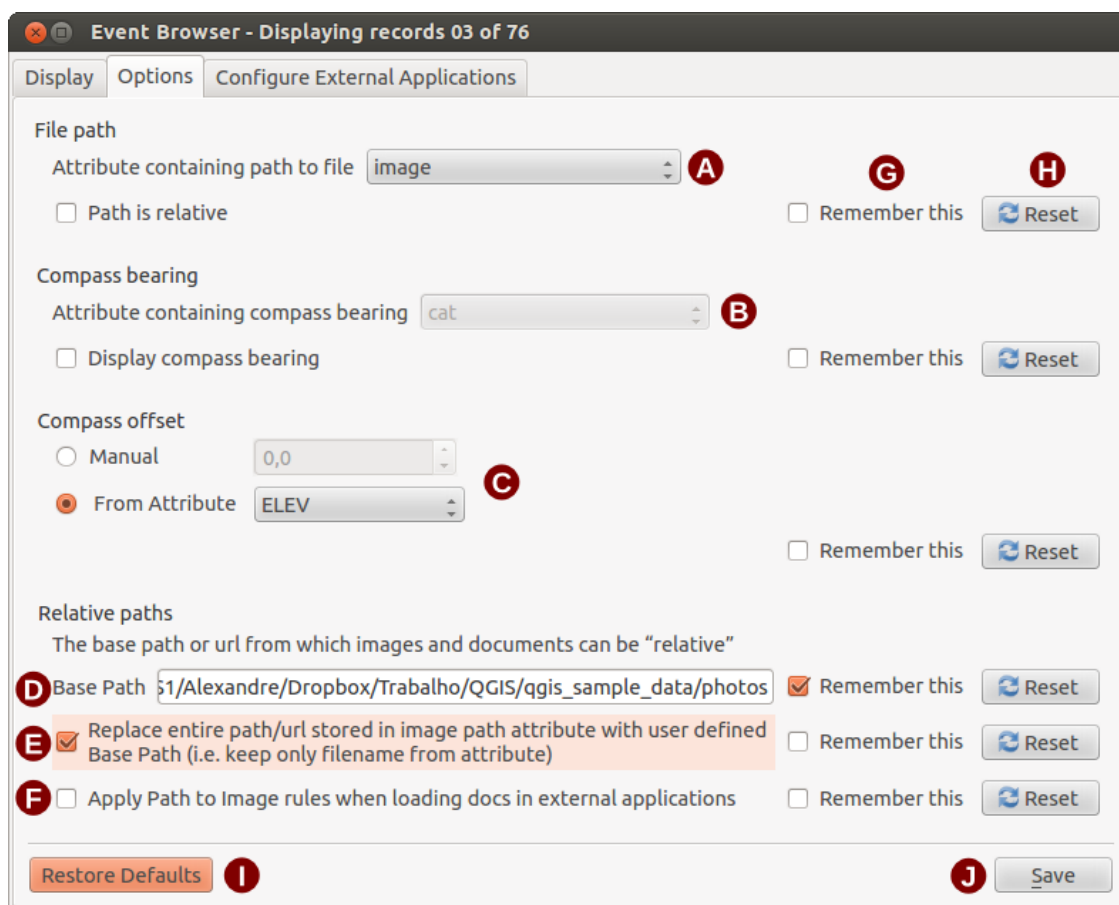 Event Browser - Displaying records 03 of 76
Display Options Configure External Applications
File path
Attribute containing path to file image A
G H
Path is relative Remember this Reset
Compass bearing
Attribute containing compass bearing cat B
Display compass bearing Remember this Reset
Compass offset
Manual 0,0
C
From Attribute ELEV
Remember this Reset
Relative paths
The base path or url from which images and documents can be “relative”
D Base Path /Alexandre/Dropbox/Trabalho/QGIS/qgis_sample_data/photos Remember this Reset
E Replace entire path/url stored in image path attribute with user defined
Base Path (i.e. keep only filename from attribute) Remember this Reset
F Apply Path to Image rules when loading docs in external applications Remember this Reset
Restore Defaults I J Save